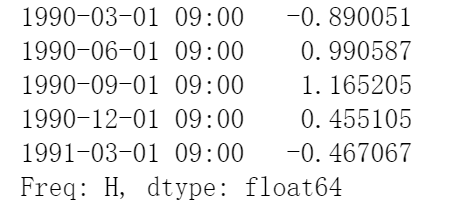 1990-03-01 09:00   -0.890051
1990-06-01 09:00    0.990587
1990-09-01 09:00    1.165205
1990-12-01 09:00    0.455105
1991-03-01 09:00   -0.467067
Freq: H, dtype: float64